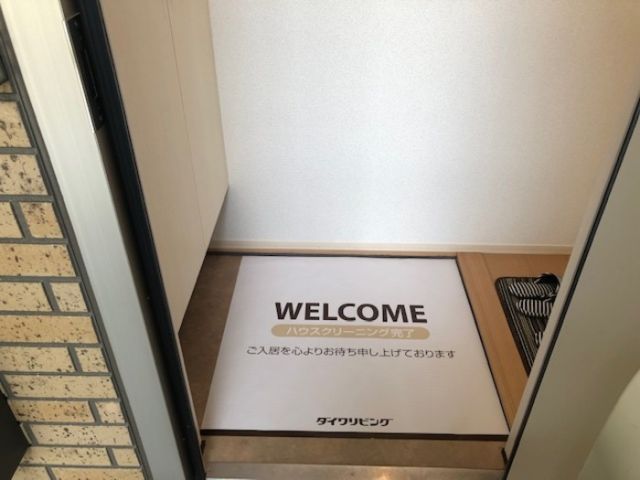 WELCOME
ハウスクリーニング完了
ご入居を心よりお待ち申し上げております
ダイワリビング